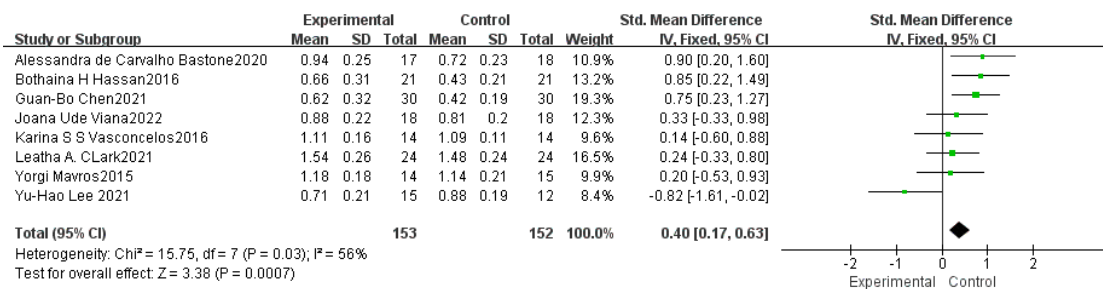 Experimental Control Std. Mean Difference Std. Mean Difference
Study or Subgroup Mean SD Total Mean SD Total Weight IV, Fixed, 95% CI IV, Fixed, 95% CI
Alessandra de Carvalho Bastone2020 0.94 0.25 17 0.72 0.23 18 10.9% 0.90 [0.20, 1.60]
Bothaina H Hassan2016 0.66 0.31 21 0.43 0.21 21 13.2% 0.85 [0.22, 1.49]
Guan-Bo Chen2021 0.62 0.32 30 0.42 0.19 30 19.3% 0.75 [0.23, 1.27]
Joana Ude Viana2022 0.88 0.22 18 0.81 0.2 18 12.3% 0.33 [-0.33, 0.98]
Karina S S Vasconcelos2016 1.11 0.16 14 1.09 0.11 14 9.6% 0.14 [-0.60, 0.88]
Leatha A. CLark2021 1.54 0.26 24 1.48 0.24 24 16.5% 0.24 [-0.33, 0.80]
Yorgi Mavros2015 1.18 0.18 14 1.14 0.21 15 9.9% 0.20 [-0.53, 0.93]
Yu-Hao Lee 2021 0.71 0.21 15 0.88 0.19 12 8.4% -0.82 [-1.61, -0.02]
Total (95% CI) 153 152 100.0% 0.40 [0.17, 0.63]
Heterogeneity: Chi² = 15.75, df = 7 (P = 0.03); I² = 56%
Test for overall effect: Z = 3.38 (P = 0.0007)
-2 -1 0 1 2
Experimental Control